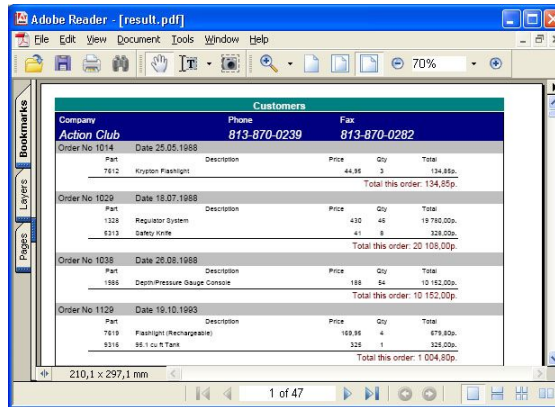 Adobe Reader - [result.pdf]
File Edit View Document Tools Window Help
70%
Bookmarks
Layers
Pages
Customers
Company Phone Fax
Action Club 813-870-0239 813-870-0282
Order No 1014 Date 25.05.1988
Part Description Price Qty Total
7612 Krypton Flashlight 44,95 3 134,85p.
Total this order: 134,85p.
Order No 1029 Date 18.07.1988
Part Description Price Qty Total
1328 Regulator System 430 46 19 780,00p.
5313 Safety Knife 41 8 328,00p.
Total this order: 20 108,00p.
Order No 1038 Date 26.08.1988
Part Description Price Qty Total
1986 Depth/Pressure Gauge Console 188 54 10 152,00p.
Total this order: 10 152,00p.
Order No 1129 Date 19.10.1993
Part Description Price Qty Total
7619 Flashlight (Rechargeable) 169,95 4 679,80p.
9316 95.1 cu ft Tank 325 1 325,00p.
Total this order: 1 004,80p.
210,1 x 297,1 mm
1 of 47